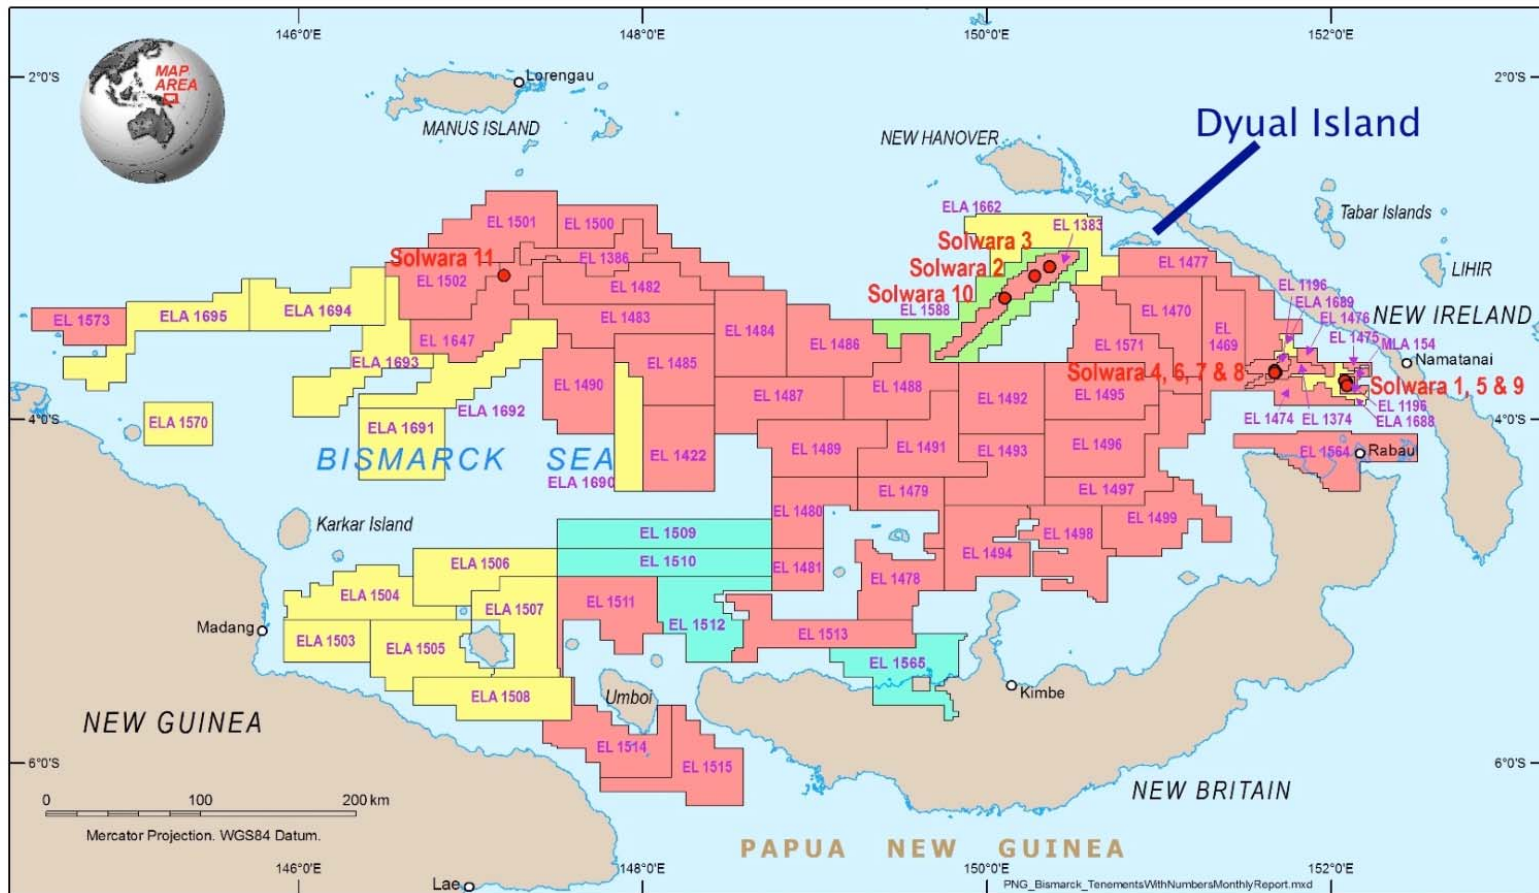 146°0'E
148°0'E
150°0'E
152°0'E
2°0'S
2°0'S
MAP
AREA
Lorengau
MANUS ISLAND
NEW HANOVER
Dyual Island
Tabar Islands
LIHIR
NEW IRELAND
Namatanai
ELA 1662
EL 1383
Solwara 3
Solwara 2
Solwara 10
EL 1588
EL 1501
EL 1500
Solwara 11
EL 1386
EL 1502
EL 1482
EL 1477
EL 1573
ELA 1695
ELA 1694
EL 1483
EL 1484
EL 1486
EL 1470
EL 1196
ELA 1689
EL 1476
EL 1475
MLA 154
EL 1647
ELA 1693
EL 1485
EL 1571
EL
1469
EL 1490
EL 1487
EL 1488
EL 1492
EL 1495
Solwara 4, 6, 7 & 8
Solwara 1, 5 & 9
EL 1196
ELA 1688
EL 1474
EL 1374
4°0'S
4°0'S
ELA 1570
ELA 1691
ELA 1692
BISMARCK SEA
ELA 1690
EL 1422
EL 1489
EL 1491
EL 1493
EL 1496
EL 1564
Rabaul
EL 1479
EL 1497
EL 1480
EL 1499
Karkar Island
EL 1509
EL 1510
EL 1481
EL 1494
EL 1498
EL 1478
ELA 1506
ELA 1504
ELA 1507
EL 1511
EL 1512
EL 1513
Madang
ELA 1503
ELA 1505
EL 1565
ELA 1508
Umboi
Kimbe
NEW GUINEA
EL 1514
EL 1515
6°0'S
6°0'S
NEW BRITAIN
0 100 200 km
Mercator Projection. WGS84 Datum.
PAPUA NEW GUINEA
146°0'E
148°0'E
150°0'E
152°0'E
Lae
PNG_Bismarck_TenementsWithNumbersMonthlyReport.mxd